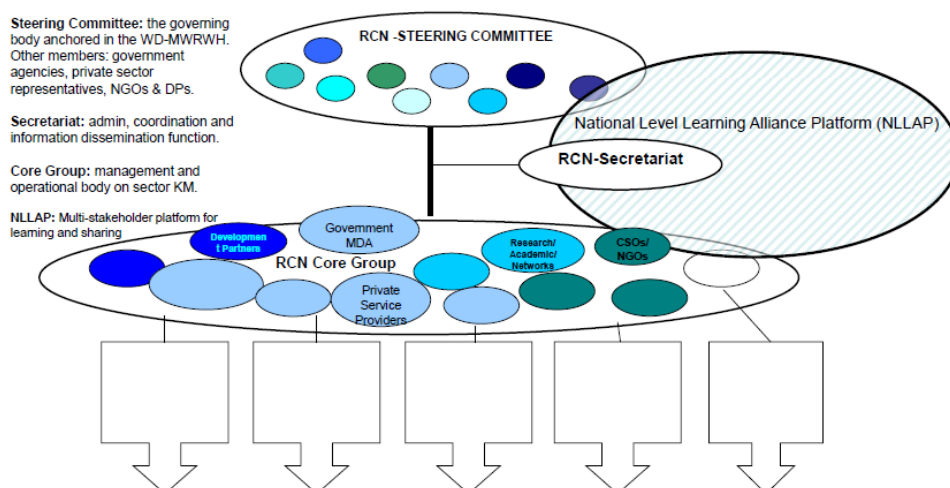 Steering Committee: the governing
body anchored in the WD-MWRWH.
Other members: government
agencies, private sector
representatives, NGOs & DPs.
Secretariat: admin, coordination and
information dissemination function.
Core Group: management and
operational body on sector KM.
NLLAP: Multi-stakeholder platform for
learning and sharing
RCN -STEERING COMMITTEE
National Level Learning Alliance Platform (NLLAP)
RCN-Secretariat
Developmen
t Partners
Government
MDA
Research/
Academic/
Networks
CSOs/
NGOs
RCN Core Group
Private
Service
Providers